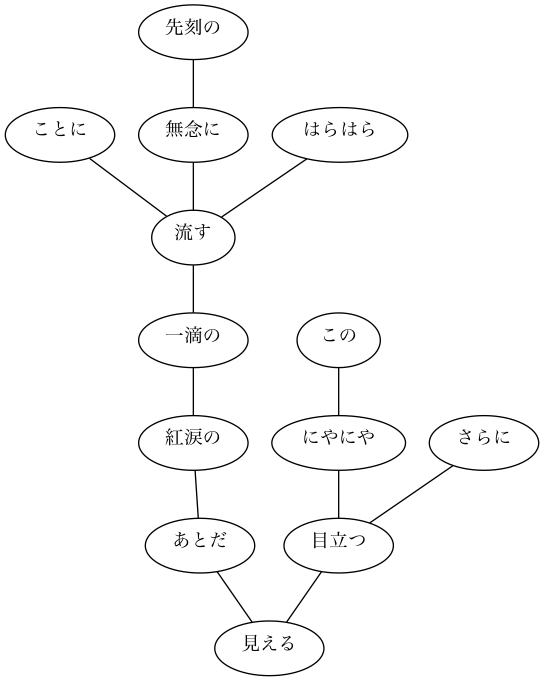 先刻の
ことに
無念に
はらはら
流す
一滴の
この
紅涙の
にやにや
さらに
あとだ
目立つ
見える